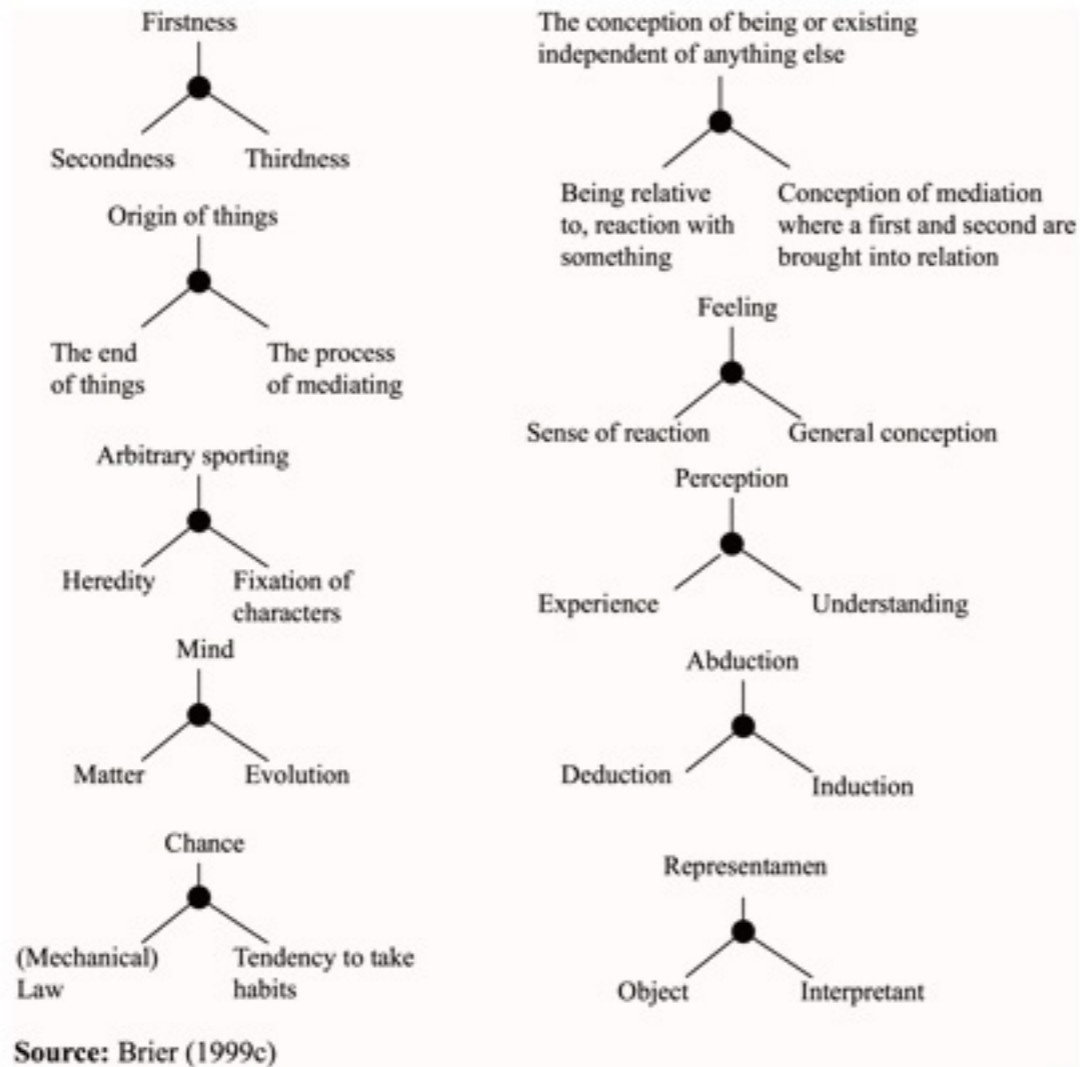 Firstness
Secondness Thirdness
Origin of things
The end
of things
The process
of mediating
Arbitrary sporting
Heredity
Fixation of
characters
Mind
Matter Evolution
Chance
(Mechanical)
Law
Tendency to take
habits
The conception of being or existing
independent of anything else
Being relative
to, reaction with
something
Conception of mediation
where a first and second are
brought into relation
Feeling
Sense of reaction General conception
Perception
Experience Understanding
Abduction
Deduction
Induction
Representamen
Object Interpretant
Source: Brier (1999c)